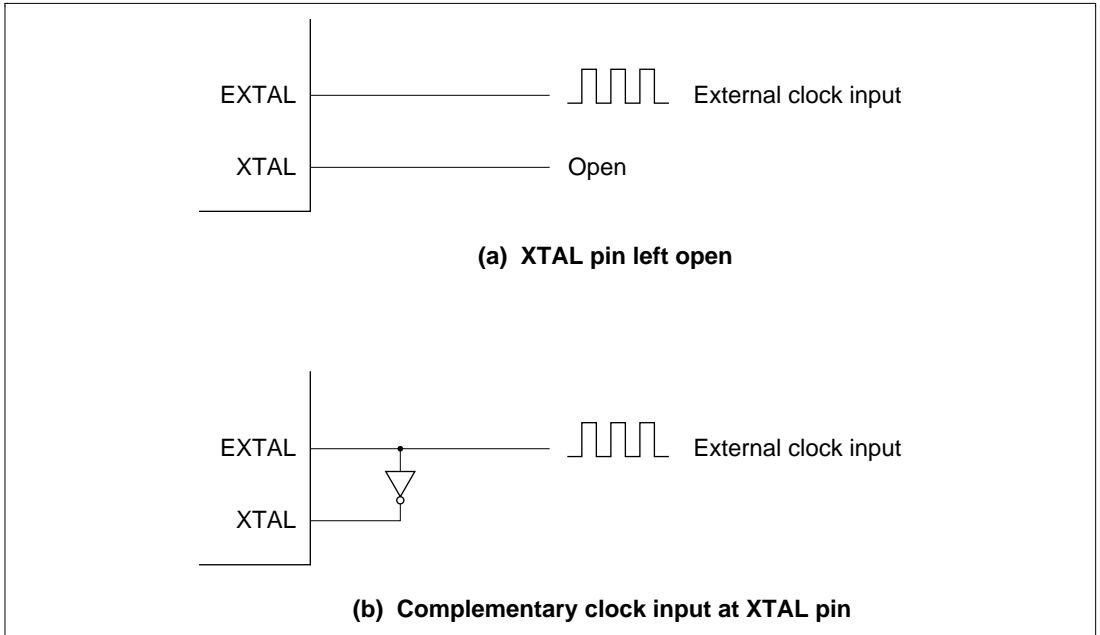 EXTAL External clock input
XTAL Open
(a) XTAL pin left open
EXTAL External clock input
XTAL
(b) Complementary clock input at XTAL pin